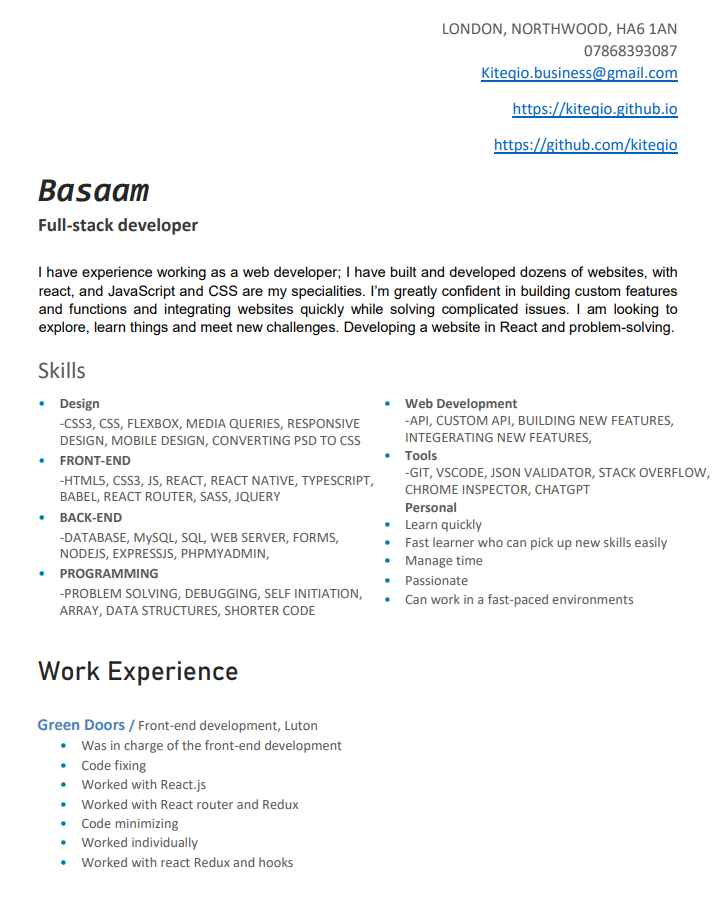 LONDON, NORTHWOOD, HA6 1AN
07868393087
Kiteqio.business@gmail.com
https://kiteqio.github.io
https://github.com/kiteqio
Basaam
Full-stack developer
I have experience working as a web developer; I have built and developed dozens of websites, with
react, and JavaScript and CSS are my specialities. I'm greatly confident in building custom features
and functions and integrating websites quickly while solving complicated issues. I am looking to
explore, learn things and meet new challenges. Developing a website in React and problem-solving.
Skills
• Design
-CSS3, CSS, FLEXBOX, MEDIA QUERIES, RESPONSIVE
DESIGN, MOBILE DESIGN, CONVERTING PSD TO CSS
• FRONT-END
-HTML5, CSS3, JS, REACT, REACT NATIVE, TYPESCRIPT,
BABEL, REACT ROUTER, SASS, JQUERY
• BACK-END
-DATABASE, MySQL, SQL, WEB SERVER, FORMS,
NODEJS, EXPRESSJS, PHPMYADMIN,
• PROGRAMMING
-PROBLEM SOLVING, DEBUGGING, SELF INITIATION,
ARRAY, DATA STRUCTURES, SHORTER CODE
• Web Development
-API, CUSTOM API, BUILDING NEW FEATURES,
INTEGERATING NEW FEATURES,
• Tools
-GIT, VSCODE, JSON VALIDATOR, STACK OVERFLOW,
CHROME INSPECTOR, CHATGPT
Personal
• Learn quickly
• Fast learner who can pick up new skills easily
• Manage time
• Passionate
• Can work in a fast-paced environments
Work Experience
Green Doors / Front-end development, Luton
• Was in charge of the front-end development
• Code fixing
• Worked with React.js
• Worked with React router and Redux
• Code minimizing
• Worked individually
• Worked with react Redux and hooks